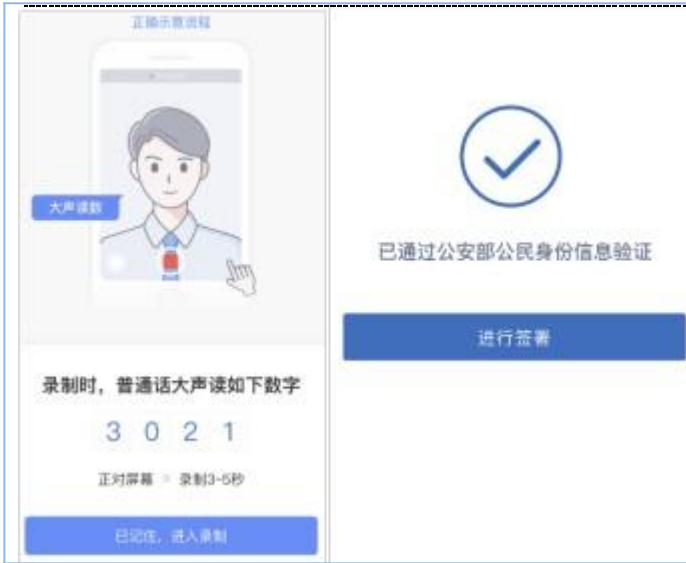 正确示意流程
大声读数
录制时，普通话大声读如下数字
3 0 2 1
正对屏幕 录制3-5秒
已记住，进入录制
已通过公安部公民身份信息验证
进行签署